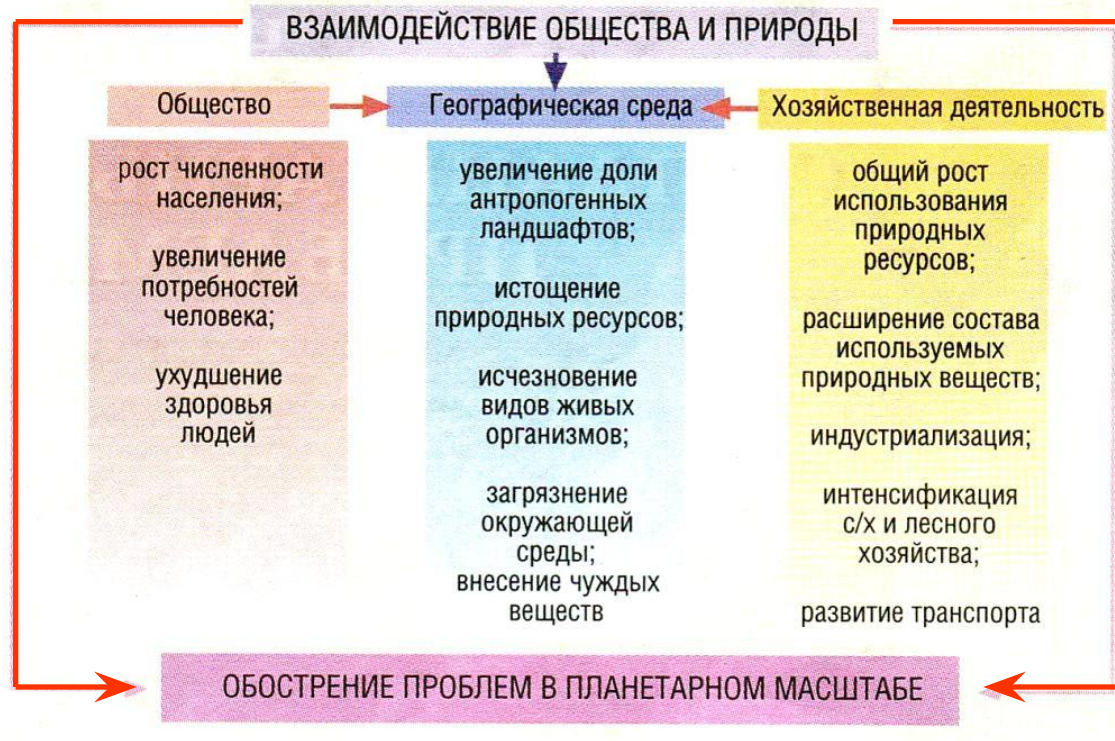 ВЗАИМОДЕЙСТВИЕ ОБЩЕСТВА И ПРИРОДЫ
Общество
Географическая среда
Хозяйственная деятельность
рост численности
населения;
увеличение
потребностей
человека;
ухудшение
здоровья
людей
увеличение доли
антропогенных
ландшафтов;
истощение
природных ресурсов;
исчезновение
видов живых
организмов;
загрязнение
окружающей
среды;
внесение чуждых
веществ
общий рост
использования
природных
ресурсов;
расширение состава
используемых
природных веществ;
индустриализация;
интенсификация
с/х и лесного
хозяйства;
развитие транспорта
ОБОСТРЕНИЕ ПРОБЛЕМ В ПЛАНЕТАРНОМ МАСШТАБЕ